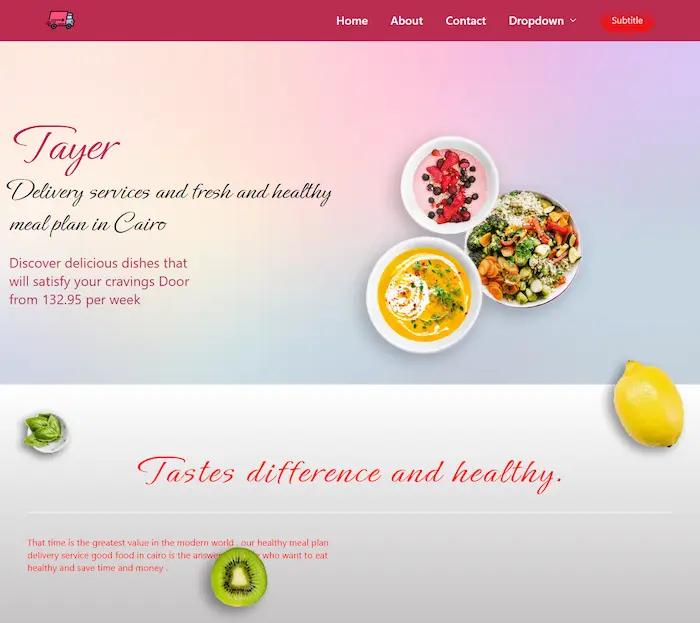 Home About Contact Dropdown Subtitle
Tayer
Delivery services and fresh and healthy
meal plan in Cairo
Discover delicious dishes that
will satisfy your cravings Door
from 132.95 per week
Tastes difference and healthy.
That time is the greatest value in the modern world , our healthy meal plan
delivery service good food in cairo is the answer who want to eat
healthy and save time and money .